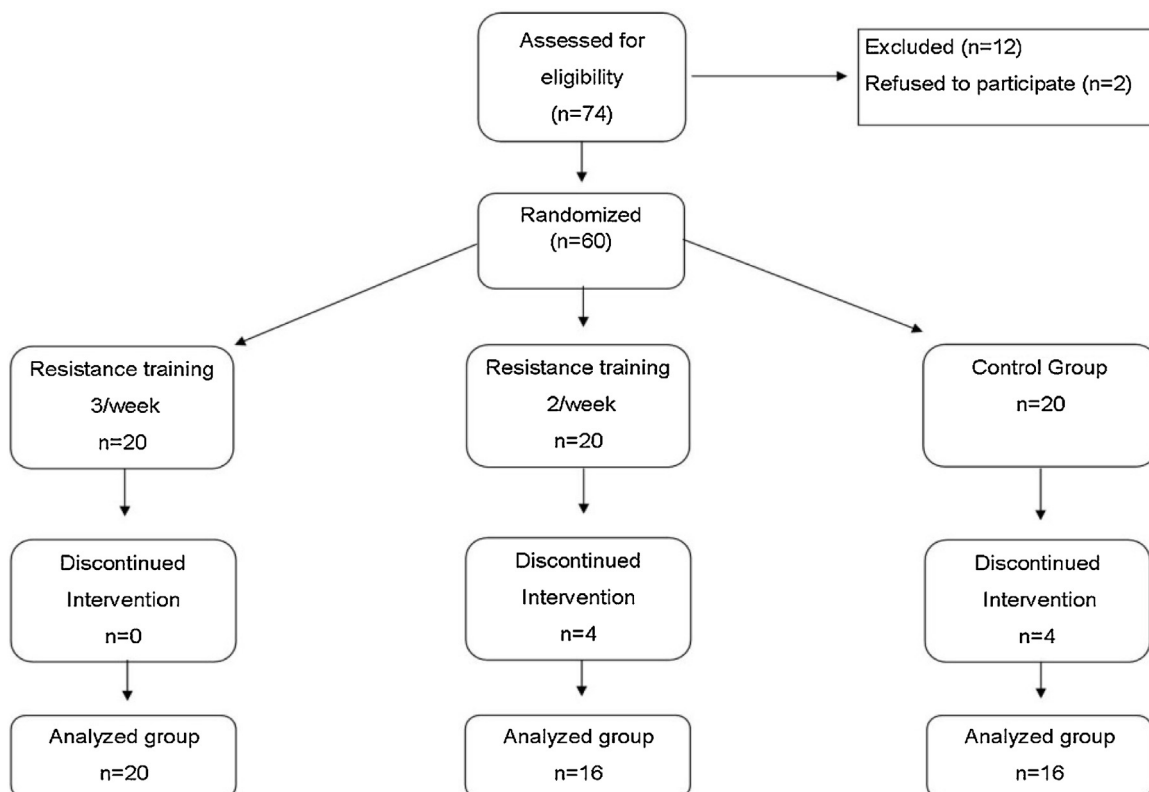 Assessed for
eligibility
(n=74)
Excluded (n=12)
Refused to participate (n=2)
Randomized
(n=60)
Resistance training
3/week
n=20
Resistance training
2/week
n=20
Control Group
n=20
Discontinued
Intervention
n=0
Discontinued
Intervention
n=4
Discontinued
Intervention
n=4
Analyzed group
n=20
Analyzed group
n=16
Analyzed group
n=16